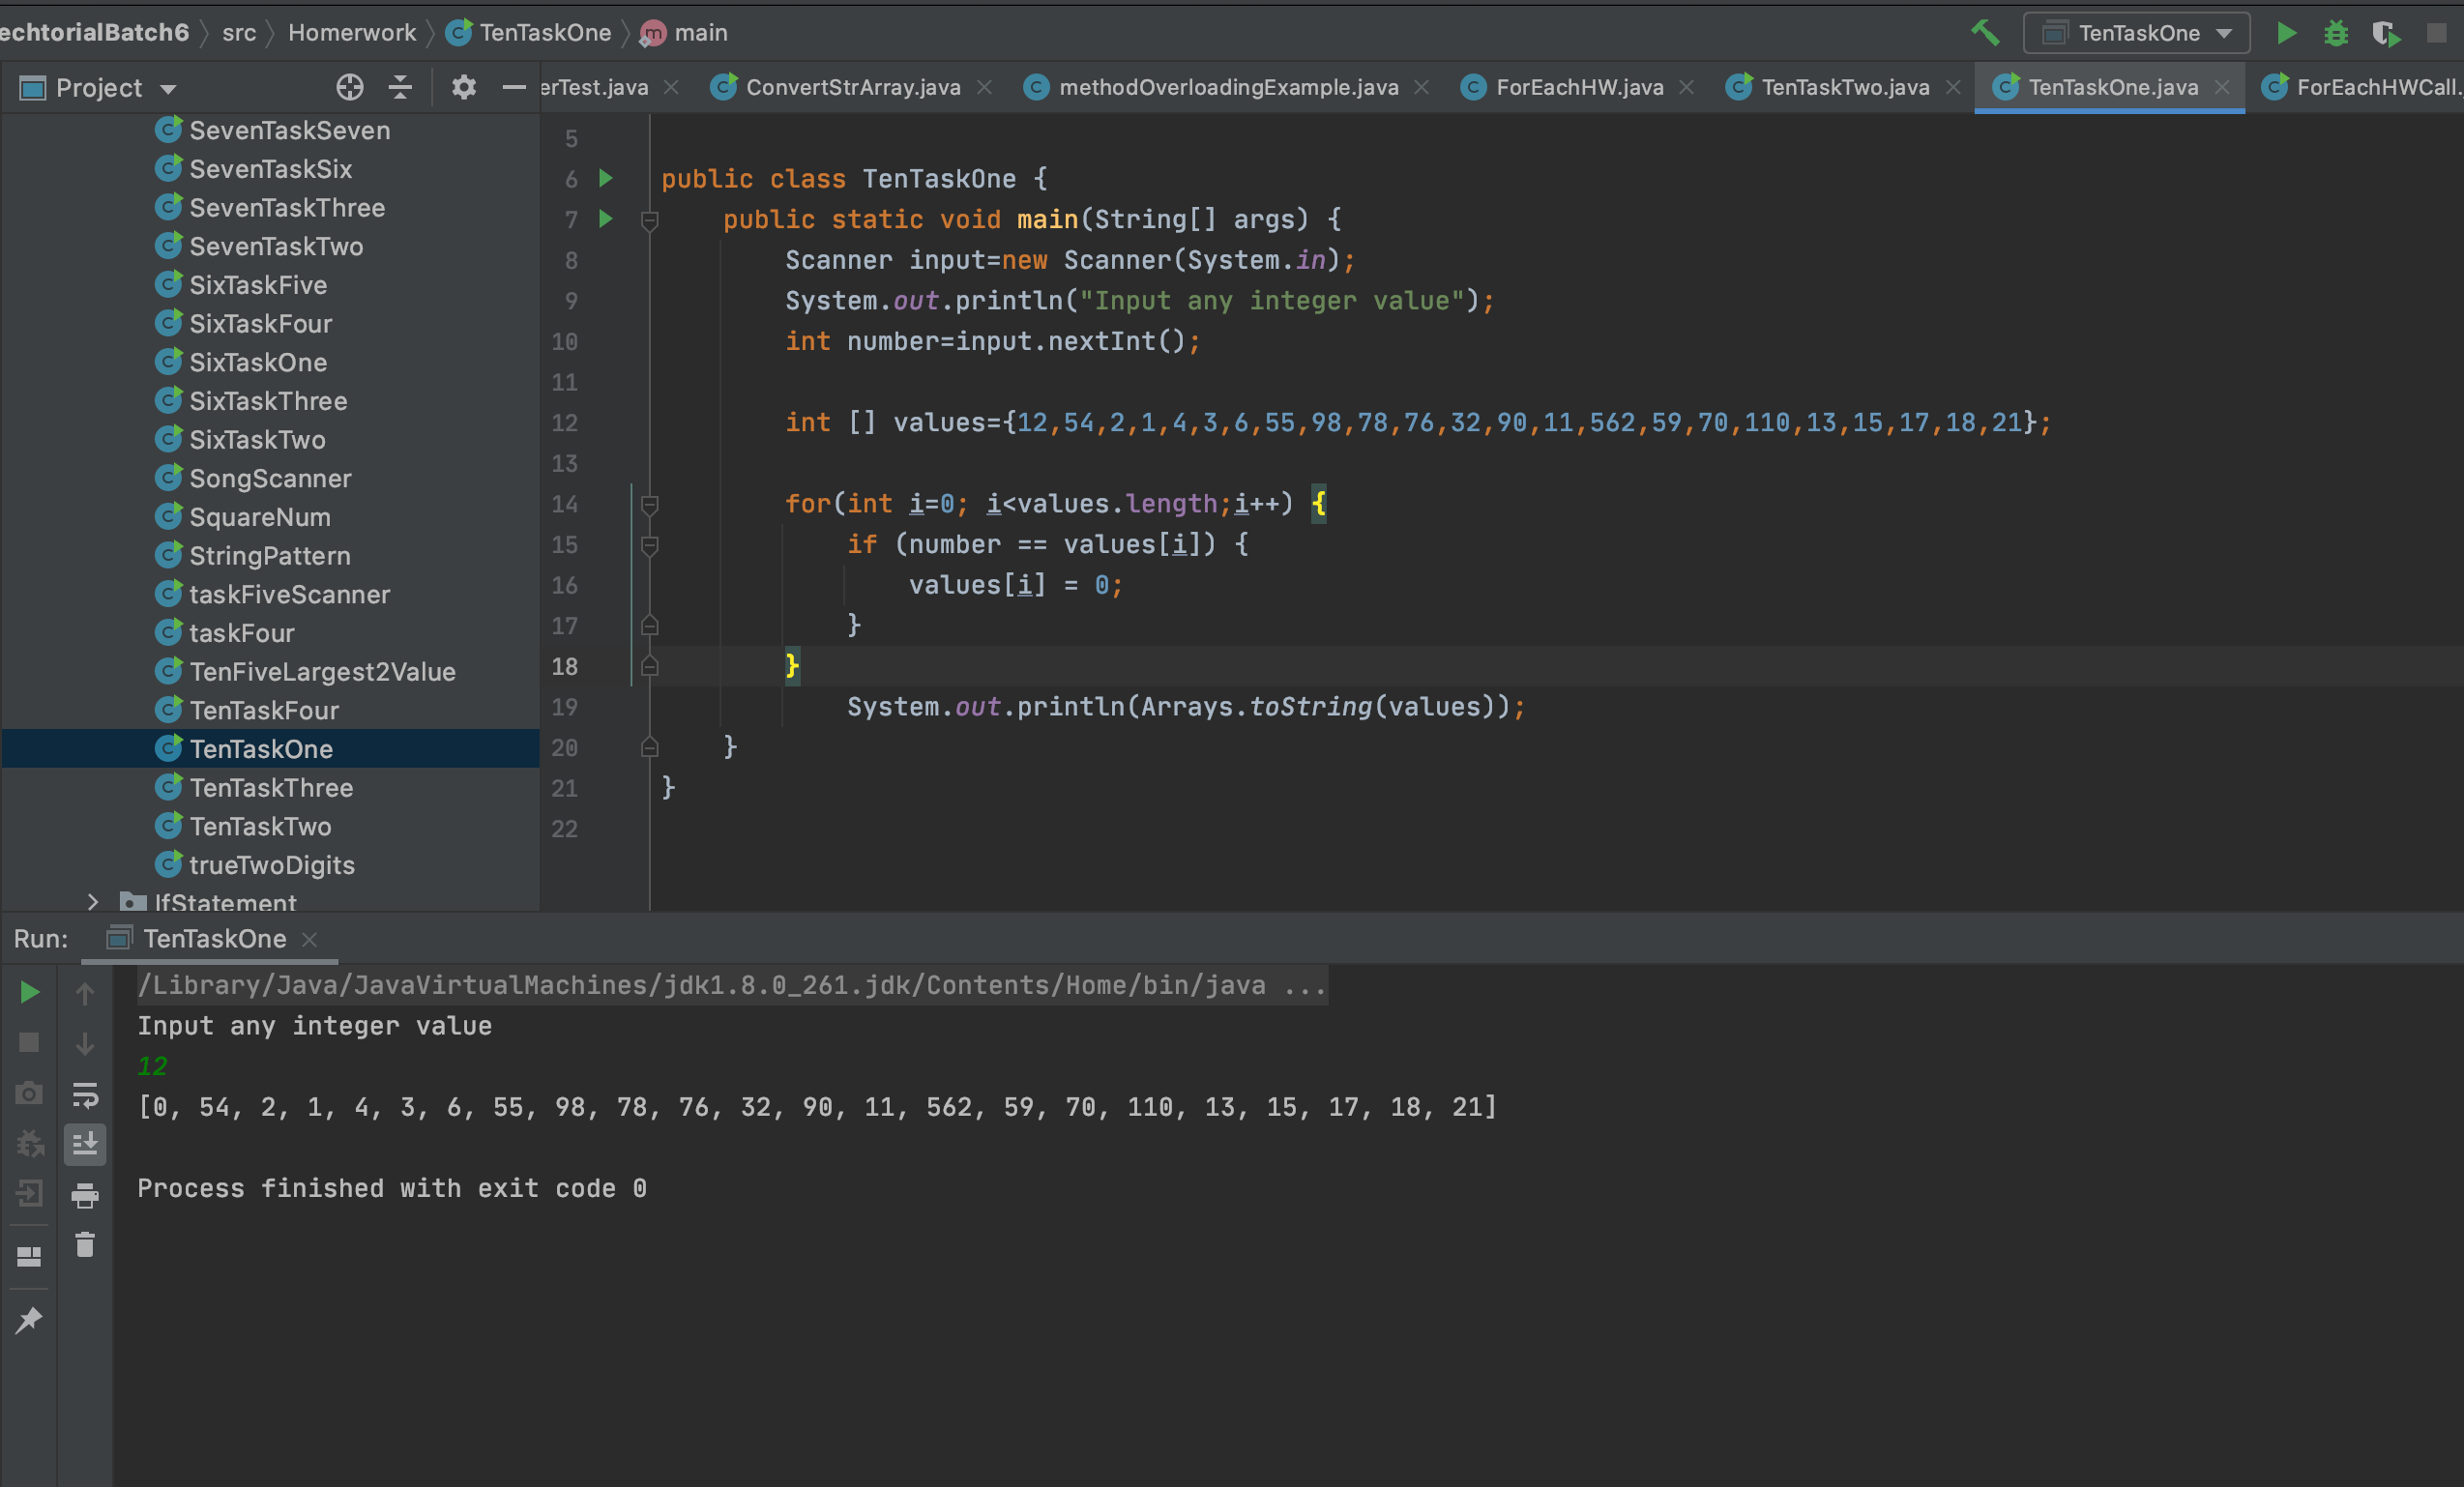 echtorialBatch6 src Homerwork TenTaskOne main TenTaskOne
Project erTest.java ConvertStrArray.java methodOverloadingExample.java ForEachHW.java TenTaskTwo.java TenTaskOne.java ForEachHWCall.
SevenTaskSeven
SevenTaskSix
SevenTaskThree
SevenTaskTwo
SixTaskFive
SixTaskFour
SixTaskOne
SixTaskThree
SixTaskTwo
SongScanner
SquareNum
StringPattern
taskFiveScanner
taskFour
TenFiveLargest2Value
TenTaskFour
TenTaskOne
TenTaskThree
TenTaskTwo
trueTwoDigits
IfStatement
5
6 public class TenTaskOne {
7 public static void main(String[] args) {
8 Scanner input=new Scanner(System.in);
9 System.out.println("Input any integer value");
10 int number=input.nextInt();
11
12 int [] values={12,54,2,1,4,3,6,55,98,78,76,32,90,11,562,59,70,110,13,15,17,18,21};
13
14 for(int i=0; i<values.length;i++) {
15 if (number == values[i]) {
16 values[i] = 0;
17 }
18 }
19 System.out.println(Arrays.toString(values));
20 }
21 }
22
Run: TenTaskOne
/Library/Java/JavaVirtualMachines/jdk1.8.0_261.jdk/Contents/Home/bin/java ...
Input any integer value
12
[0, 54, 2, 1, 4, 3, 6, 55, 98, 78, 76, 32, 90, 11, 562, 59, 70, 110, 13, 15, 17, 18, 21]
Process finished with exit code 0